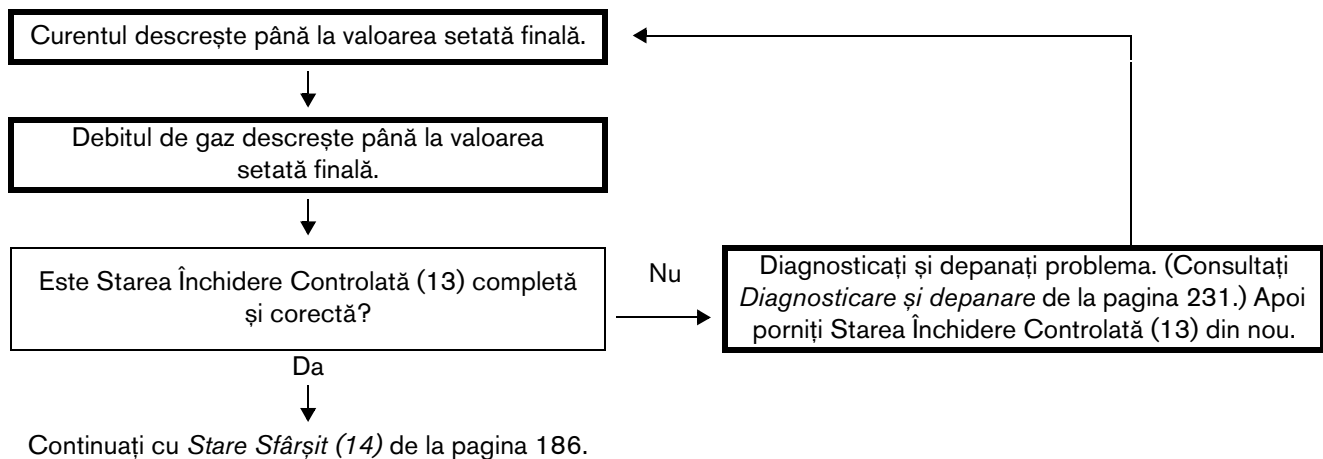 Curentul descrește până la valoarea setată finală.
Debitul de gaz descrește până la valoarea
setată finală.
Este Starea Închidere Controlată (13) completă
și corectă?
Nu
Diagnosticați și depanați problema. (Consultați
Diagnosticare și depanare de la pagina 231.) Apoi
porniți Starea Închidere Controlată (13) din nou.
Da
Continuați cu Stare Sfârșit (14) de la pagina 186.